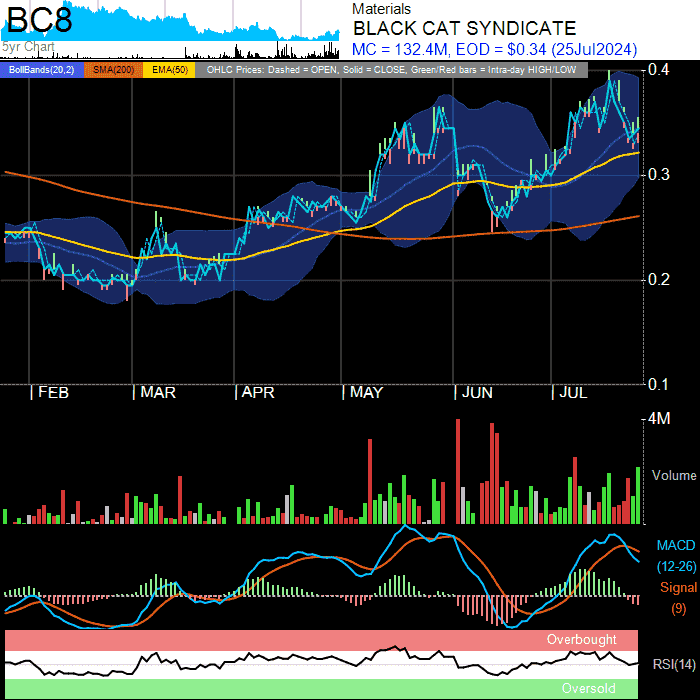 BC8
5yr Chart
Materials
BLACK CAT SYNDICATE
MC = 132.4M, EOD = $0.34 (25Jul2024)
BollBands(20,2) SMA(200) EMA(50) OHLC Prices: Dashed = OPEN, Solid = CLOSE, Green/Red bars = Intra-day HIGH/LOW
0.4
0.3
0.2
0.1
FEB MAR APR MAY JUN JUL
4M
Volume
MACD
(12-26)
Signal
(9)
Overbought
RSI(14)
Oversold